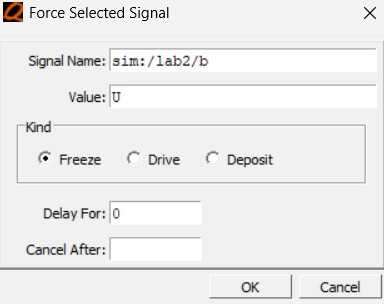 Force Selected Signal
Signal Name: sim:/lab2/b
Value: U
Kind
Freeze Drive Deposit
Delay For: 0
Cancel After:
OK Cancel